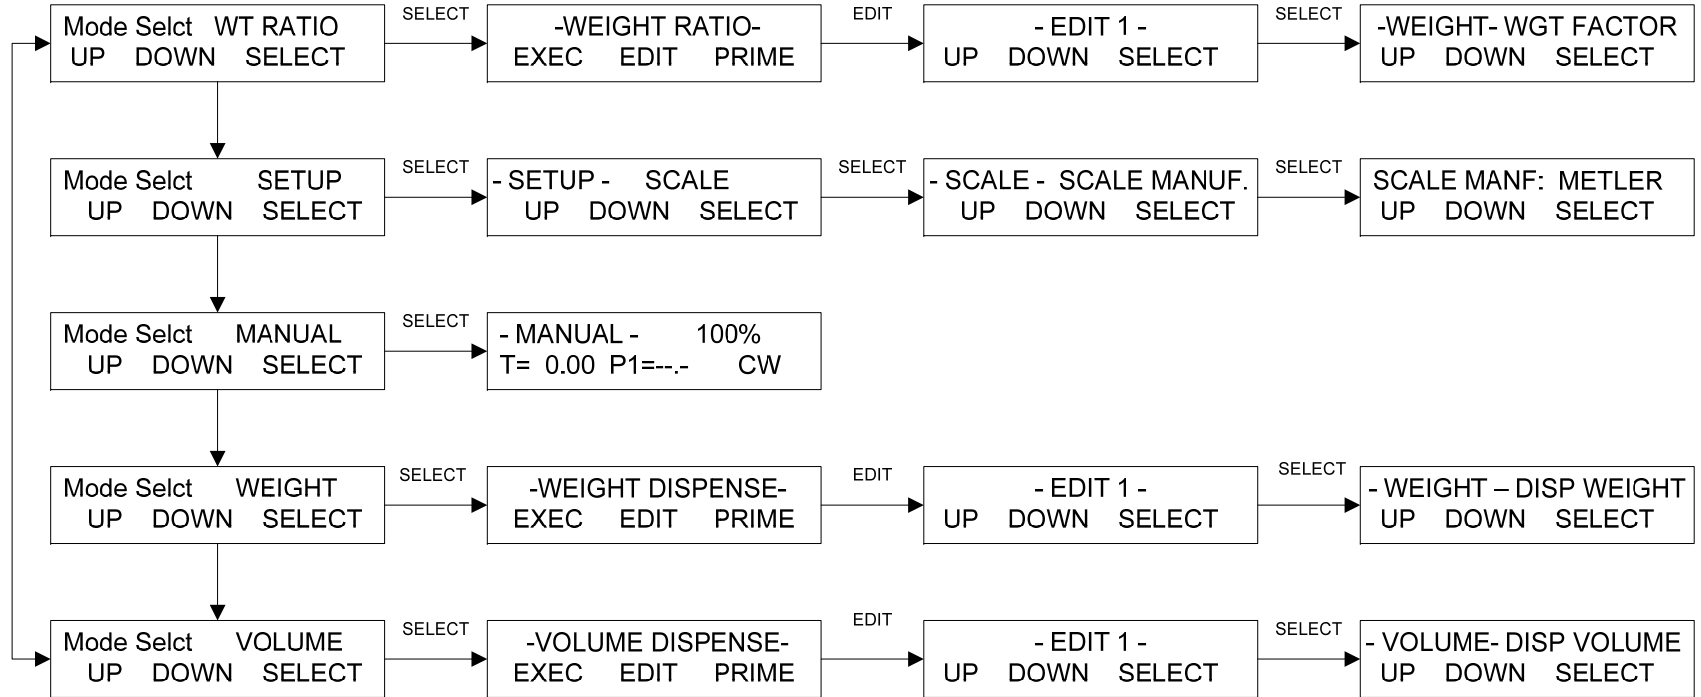 Mode Selct WT RATIO
UP DOWN SELECT
SELECT
-WEIGHT RATIO-
EXEC EDIT PRIME
EDIT
- EDIT 1 -
UP DOWN SELECT
SELECT
-WEIGHT- WGT FACTOR
UP DOWN SELECT
Mode Selct SETUP
UP DOWN SELECT
SELECT
- SETUP - SCALE
UP DOWN SELECT
SELECT
- SCALE - SCALE MANUF.
UP DOWN SELECT
SELECT
SCALE MANF: METLER
UP DOWN SELECT
Mode Selct MANUAL
UP DOWN SELECT
SELECT
- MANUAL - 100%
T= 0.00 P1=--.- CW
Mode Selct WEIGHT
UP DOWN SELECT
SELECT
-WEIGHT DISPENSE-
EXEC EDIT PRIME
EDIT
- EDIT 1 -
UP DOWN SELECT
SELECT
- WEIGHT – DISP WEIGHT
UP DOWN SELECT
Mode Selct VOLUME
UP DOWN SELECT
SELECT
-VOLUME DISPENSE-
EXEC EDIT PRIME
EDIT
- EDIT 1 -
UP DOWN SELECT
SELECT
- VOLUME- DISP VOLUME
UP DOWN SELECT